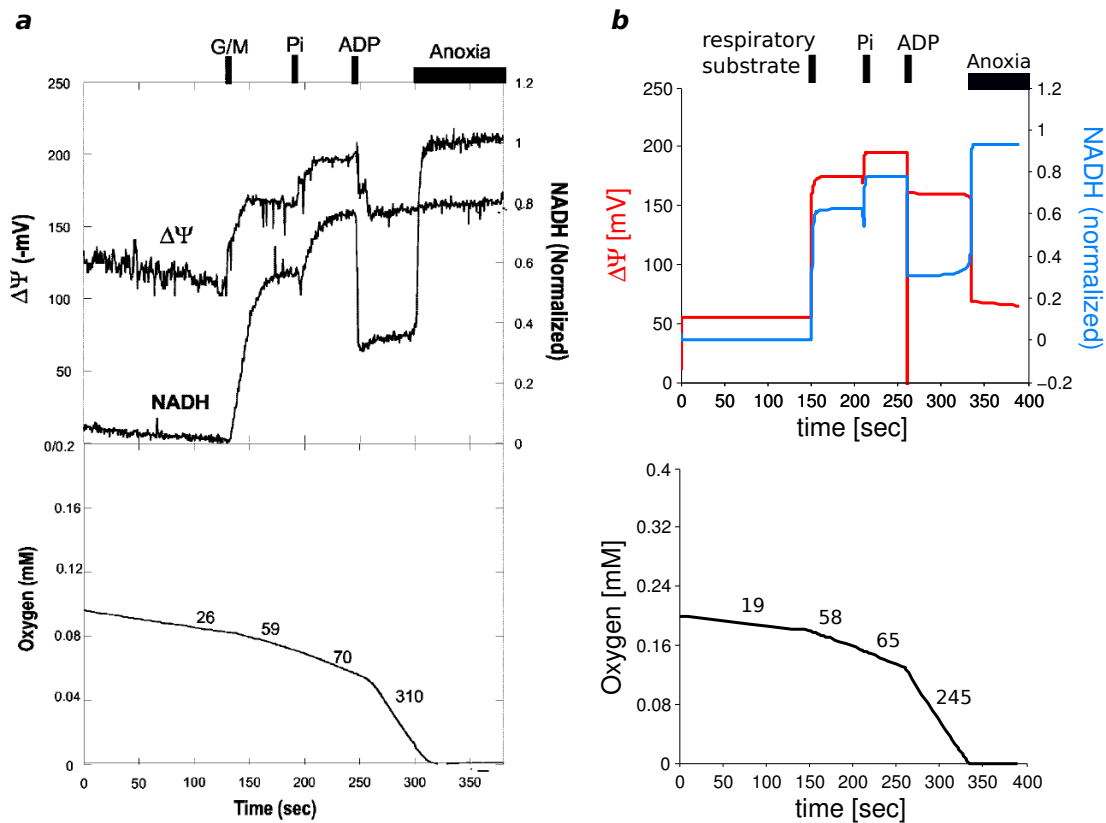 a
G/M Pi ADP Anoxia
250
200
150
100
50
0/0.2
ΔΨ (-mV)
1.2
1
0.8
0.6
0.4
0.2
0
NADH (Normalized)
ΔΨ
NADH
0.16
0.12
0.08
0.04
0
Oxygen (mM)
26
59
70
310
0 50 100 150 200 250 300 350
Time (sec)
b
respiratory
substrate
Pi ADP
Anoxia
250
200
150
100
50
0
ΔΨ [mV]
1.2
1
0.8
0.6
0.4
0.2
0
−0.2
NADH (normalized)
0 50 100 150 200 250 300 350 400
time [sec]
0.4
0.32
0.24
0.16
0.08
0
Oxygen [mM]
19
58
65
245
0 50 100 150 200 250 300 350 400
time [sec]